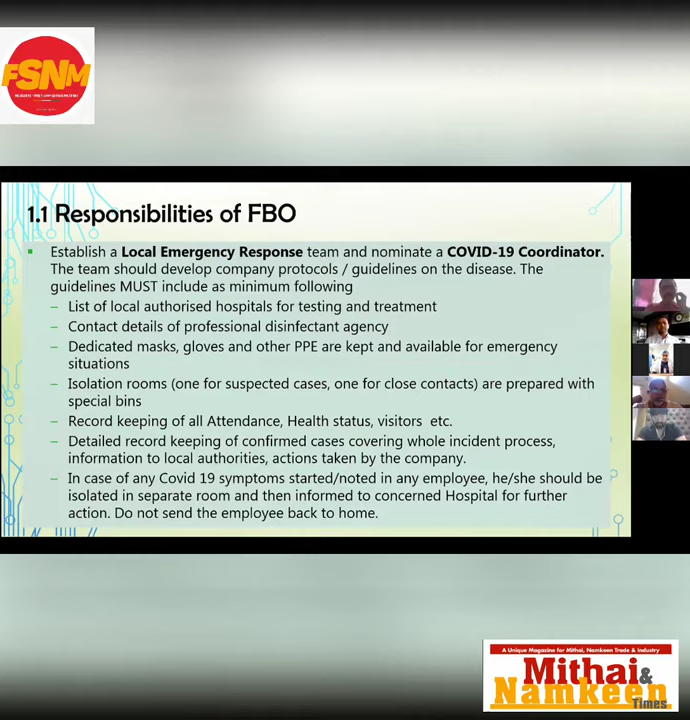 FSNM
1.1 Responsibilities of FBO
Establish a Local Emergency Response team and nominate a COVID-19 Coordinator.
The team should develop company protocols / guidelines on the disease. The
guidelines MUST include as minimum following
– List of local authorised hospitals for testing and treatment
– Contact details of professional disinfectant agency
– Dedicated masks, gloves and other PPE are kept and available for emergency
situations
– Isolation rooms (one for suspected cases, one for close contacts) are prepared with
special bins
– Record keeping of all Attendance, Health status, visitors etc.
– Detailed record keeping of confirmed cases covering whole incident process,
information to local authorities, actions taken by the company.
– In case of any Covid 19 symptoms started/noted in any employee, he/she should be
isolated in separate room and then informed to concerned Hospital for further
action. Do not send the employee back to home.
A Unique Magazine for Mithai, Namkeen Trade & Industry
Mithai &
Namkeen
Times